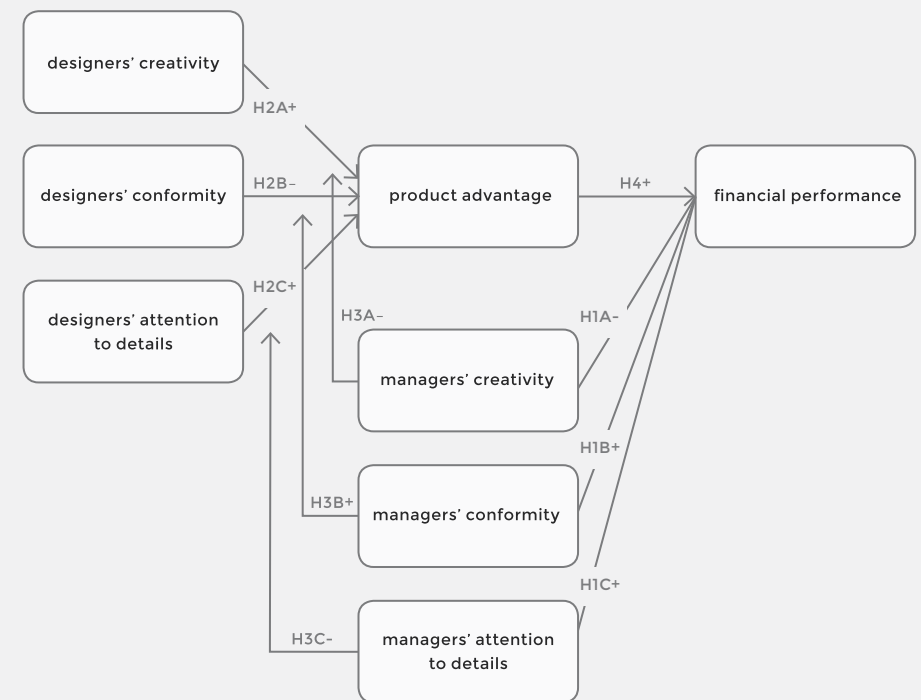 designers’ creativity
H2A+
designers’ conformity
H2B–
product advantage
H4+
financial performance
H2C+
designers’ attention
to details
H3A–
H1A-
managers’ creativity
H1B+
H3B+
managers’ conformity
H1C+
H3C-
managers’ attention
to details